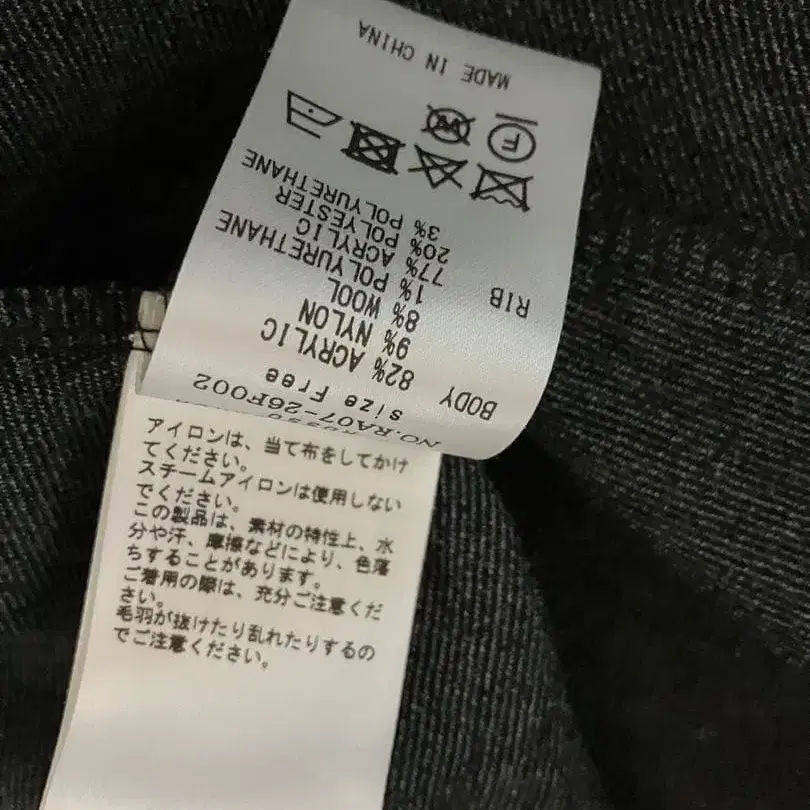 NO.RA07-26F002
size Free
BODY 82% ACRYLIC
9% NYLON
8% WOOL
1% POLYURETHANE
RIB 77% ACRYLIC
20% POLYESTER
3% POLYURETHANE
F W
MADE IN CHINA
アイロンは、当て布をしてかけ
てください。
スチームアイロンは使用しない
でください。
この製品は、素材の特性上、水
分や汗、摩擦などにより、色落
ちすることがあります。
ご着用の際は、充分ご注意くだ
さい。
毛羽が抜けたり乱れたりするの
でご注意ください。